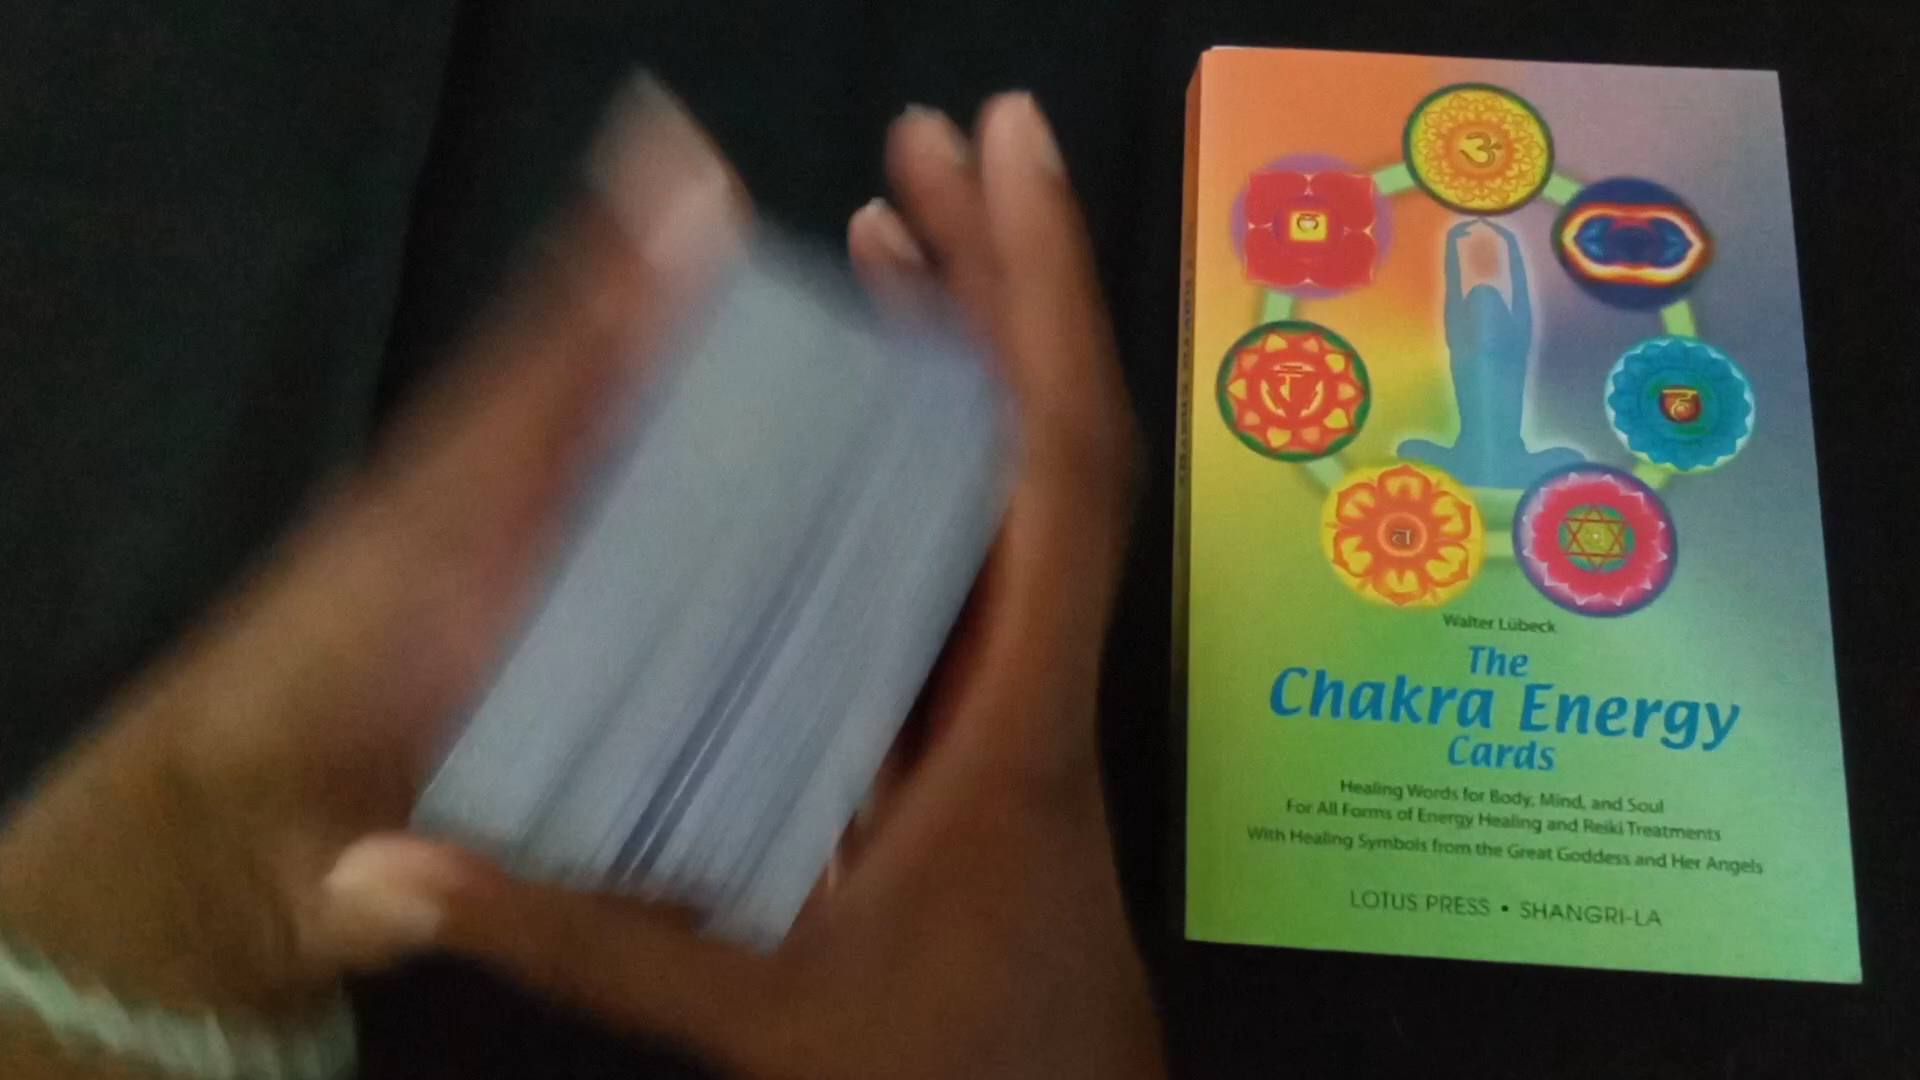 ॐ
Walter Lübeck
The
Chakra Energy
Cards
Healing Words for Body, Mind, and Soul
For All Forms of Energy Healing and Reiki Treatments
With Healing Symbols from the Great Goddess and Her Angels
LOTUS PRESS • SHANGRI-LA